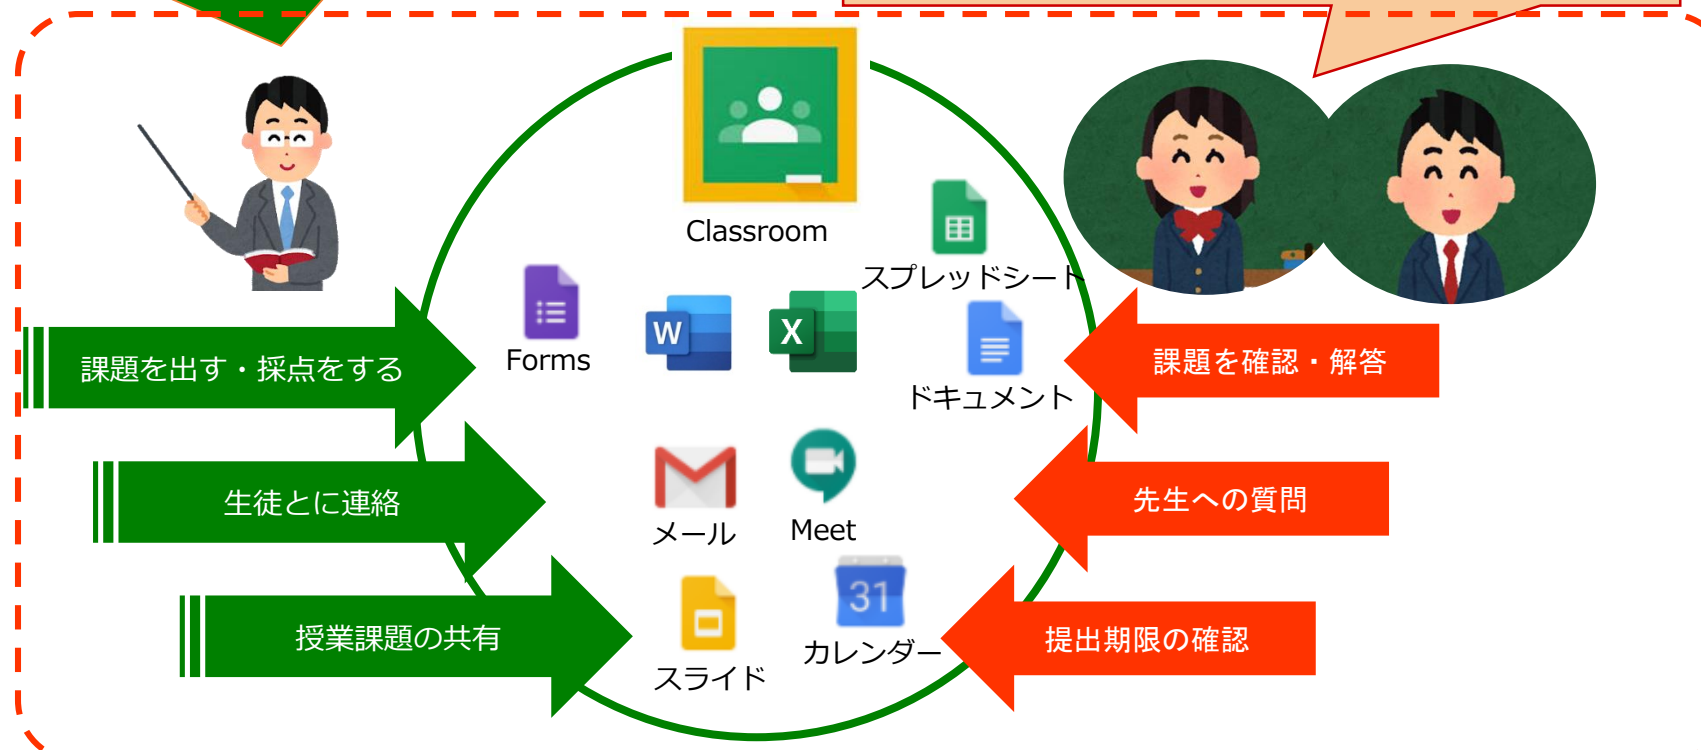 Classroom
スプレッドシート
Forms
W
X
ドキュメント
課題を出す・採点をする
課題を確認・解答
生徒とに連絡
メール
Meet
先生への質問
31
授業課題の共有
スライド
カレンダー
提出期限の確認